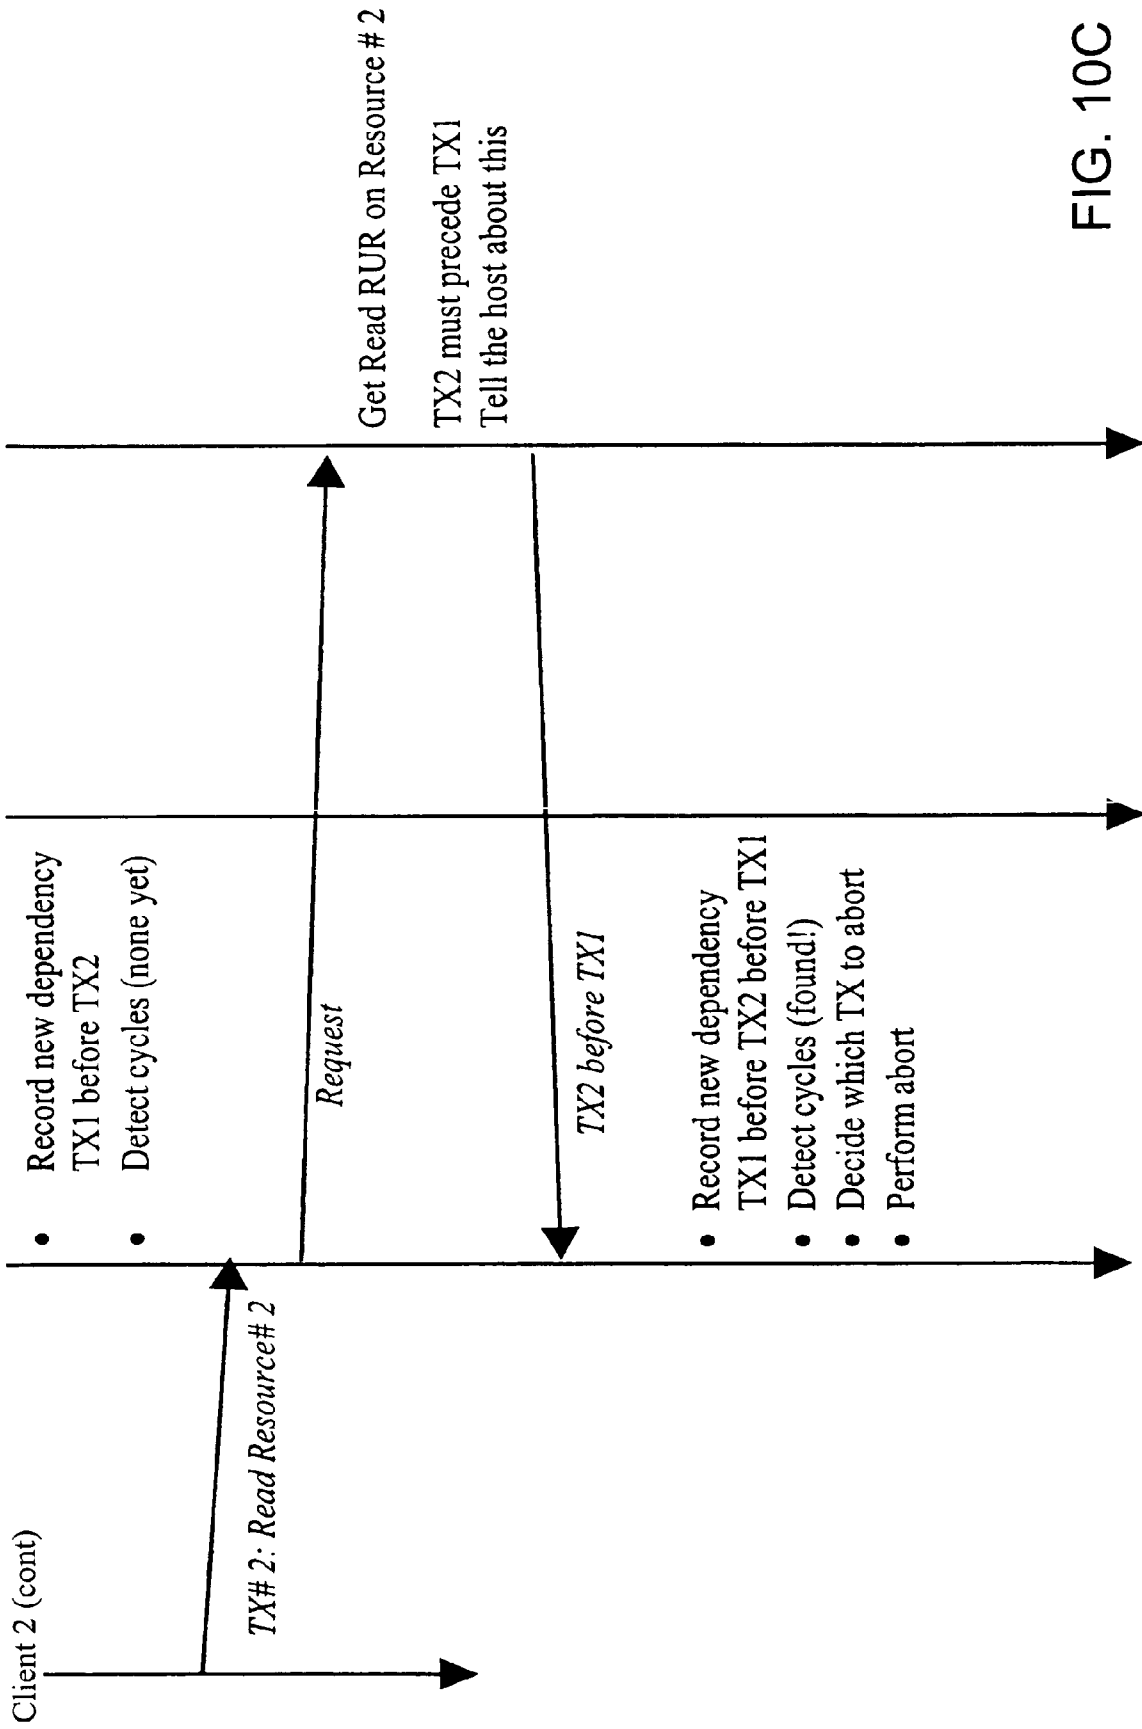 Client 2 (cont)
TX# 2: Read Resource# 2
• Record new dependency
TX1 before TX2
• Detect cycles (none yet)
Request
Get Read RUR on Resource # 2
TX2 must precede TX1
Tell the host about this
TX2 before TX1
• Record new dependency
TX1 before TX2 before TX1
• Detect cycles (found!)
• Decide which TX to abort
• Perform abort
FIG. 10C